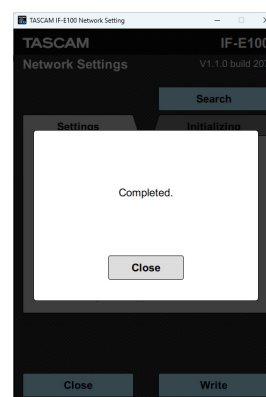 TASCAM IF-E100 Network Setting
TASCAM IF-E100
Network Settings V1.1.0 build 207
Search
Settings Initializing
Completed.
Close
Close Write